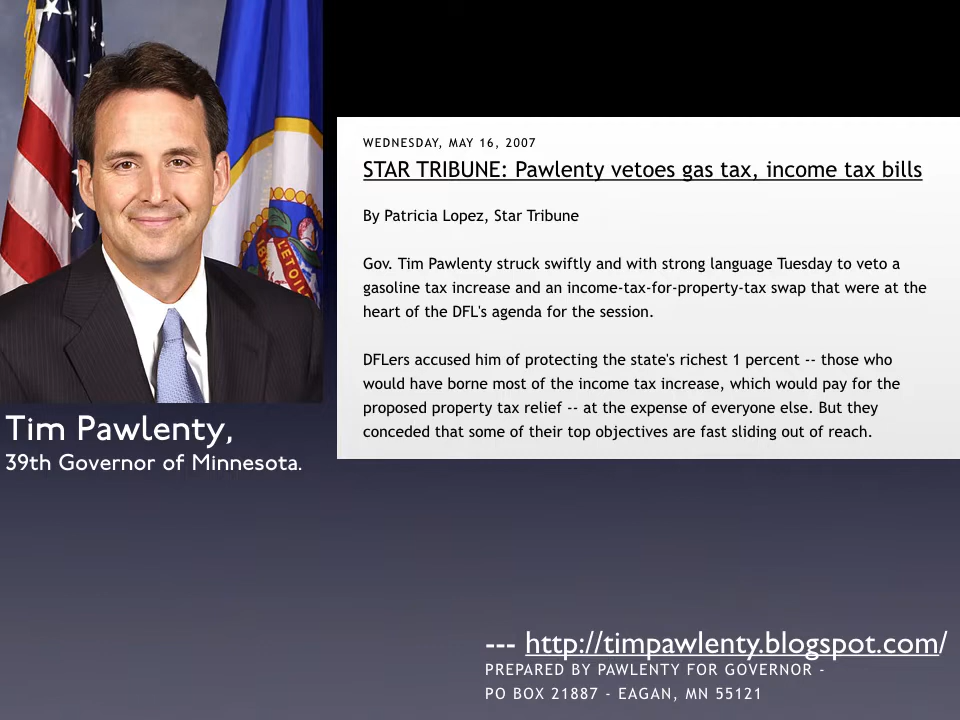 WEDNESDAY, MAY 16, 2007
STAR TRIBUNE: Pawlenty vetoes gas tax, income tax bills
By Patricia Lopez, Star Tribune
Gov. Tim Pawlenty struck swiftly and with strong language Tuesday to veto a
gasoline tax increase and an income-tax-for-property-tax swap that were at the
heart of the DFL's agenda for the session.
DFLers accused him of protecting the state's richest 1 percent -- those who
would have borne most of the income tax increase, which would pay for the
proposed property tax relief -- at the expense of everyone else. But they
conceded that some of their top objectives are fast sliding out of reach.
L'ETOILE
Tim Pawlenty,
39th Governor of Minnesota.
--- http://timpawlenty.blogspot.com/
PREPARED BY PAWLENTY FOR GOVERNOR -
PO BOX 21887 - EAGAN, MN 55121